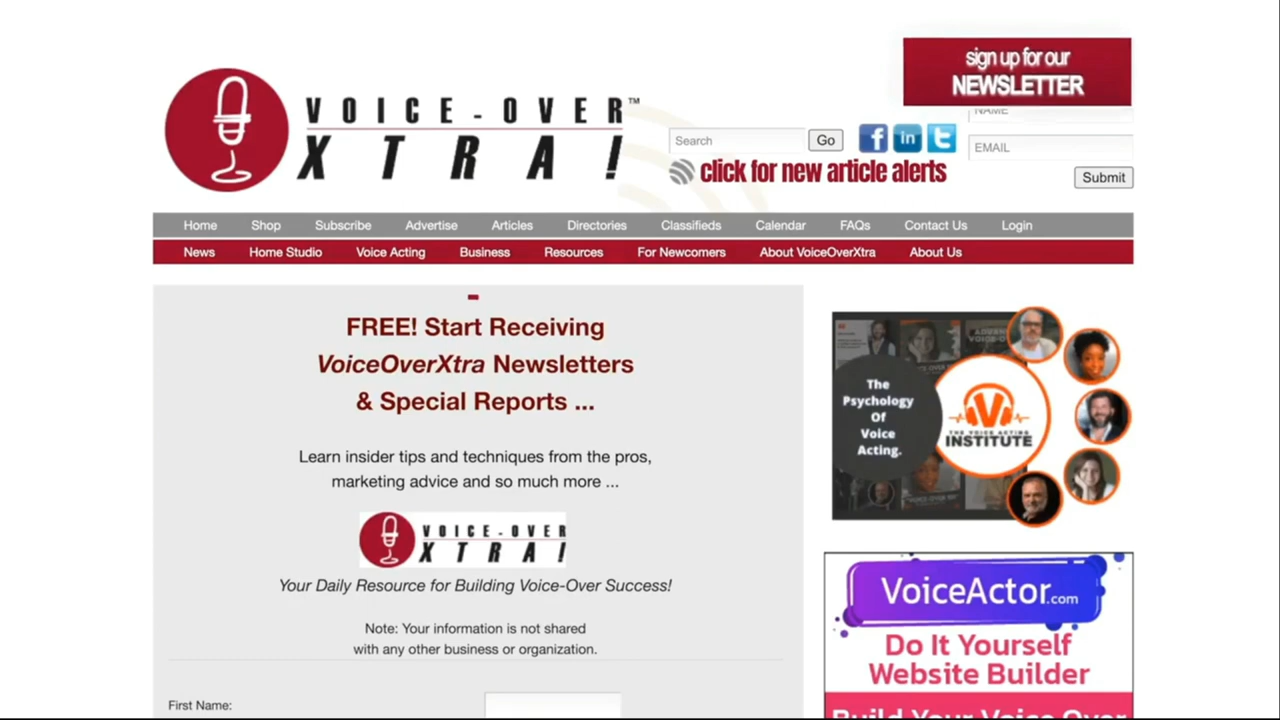 sign up for our
NEWSLETTER
VOICE-OVER™
XTRA!
NAME
Search
Go
f
in
t
EMAIL
click for new article alerts
Submit
Home Shop Subscribe Advertise Articles Directories Classifieds Calendar FAQs Contact Us Login
News Home Studio Voice Acting Business Resources For Newcomers About VoiceOverXtra About Us
FREE! Start Receiving
VoiceOverXtra Newsletters
& Special Reports ...
Learn insider tips and techniques from the pros,
marketing advice and so much more ...
VOICE-OVER
XTRA!
Your Daily Resource for Building Voice-Over Success!
Note: Your information is not shared
with any other business or organization.
First Name:
The
Psychology
Of
Voice
Acting.
THE VOICE ACTING
INSTITUTE
VoiceActor.com
Do It Yourself
Website Builder
Build Your Voice Over